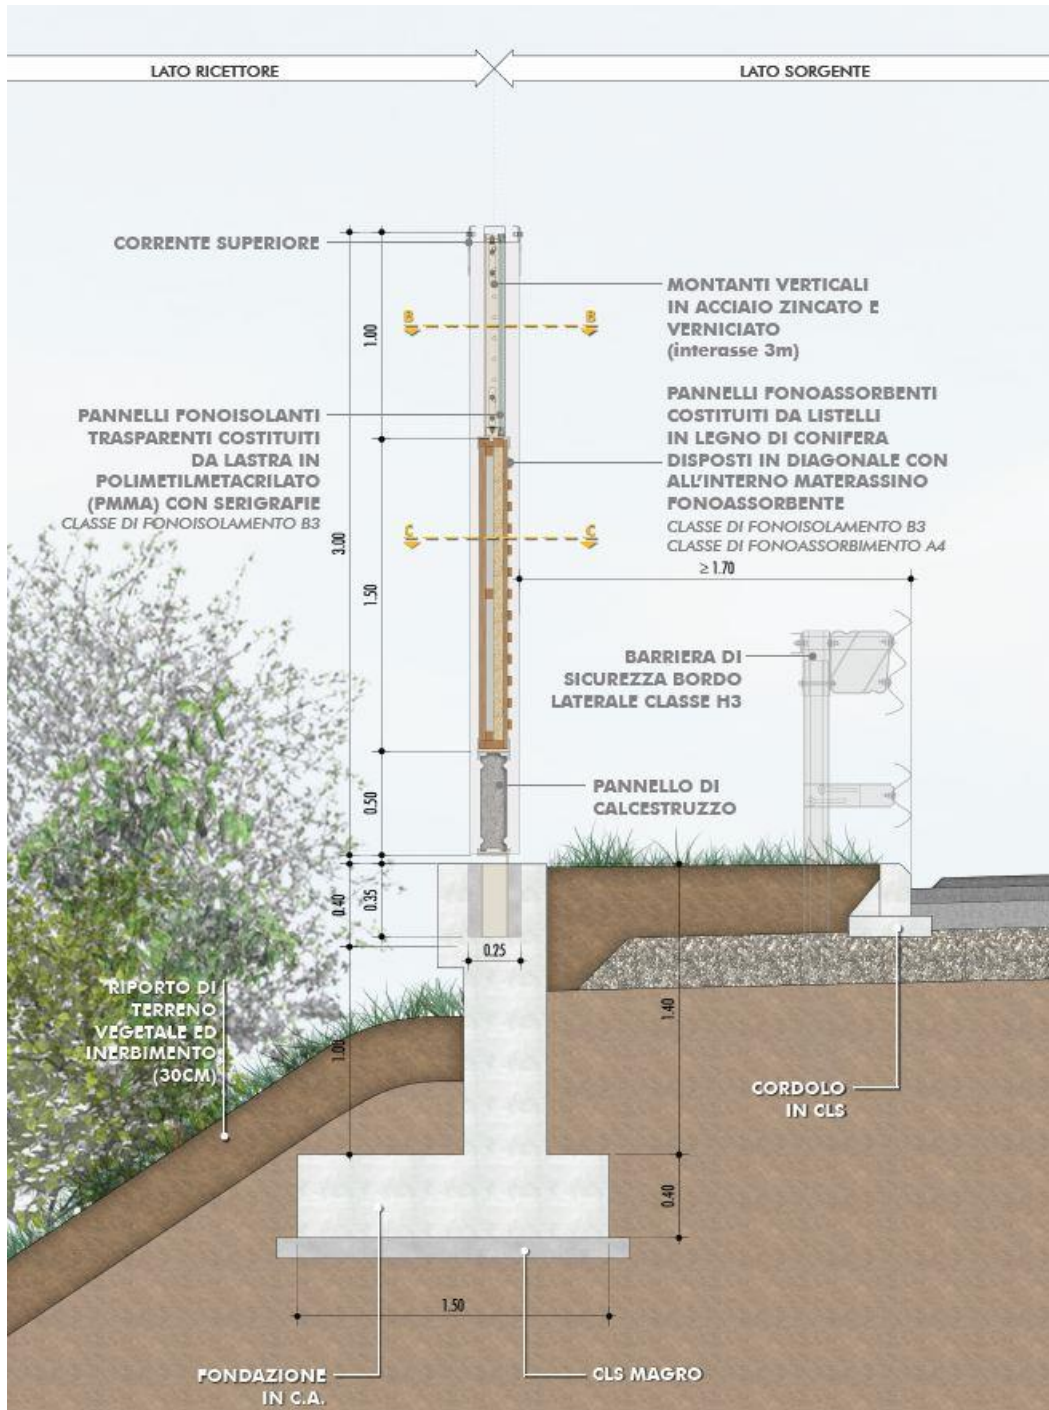 LATO RICETTORE
LATO SORGENTE
CORRENTE SUPERIORE
MONTANTI VERTICALI
IN ACCIAIO ZINCATO E
VERNICIATO
(interasse 3m)
B
B
1.00
PANNELLI FONOISOLANTI
TRASPARENTI COSTITUITI
DA LASTRA IN
POLIMETILMETACRILATO
(PMMA) CON SERIGRAFIE
CLASSE DI FONOISOLAMENTO B3
PANNELLI FONOASSORBENTI
COSTITUITI DA LISTELLI
IN LEGNO DI CONIFERA
DISPOSTI IN DIAGONALE CON
ALL'INTERNO MATERASSINO
FONOASSORBENTE
CLASSE DI FONOISOLAMENTO B3
CLASSE DI FONOASSORBIMENTO A4
C
C
3.00
≥ 1.70
1.50
BARRIERA DI
SICUREZZA BORDO
LATERALE CLASSE H3
0.50
PANNELLO DI
CALCESTRUZZO
0.40
0.35
0.25
RIPORTO DI
TERRENO
VEGETALE ED
INERBIMENTO
(30CM)
1.00
1.40
CORDOLO
IN CLS
0.40
1.50
FONDAZIONE
IN C.A.
CLS MAGRO